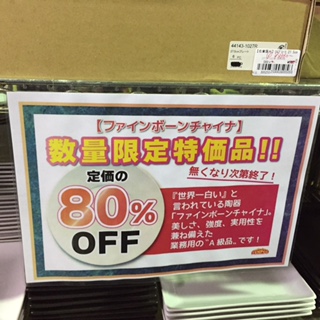 44143-10276
【ファインボーンチャイナ】
数量限定特価品!!
無くなり次第終了!
定価の
80%
OFF
『世界一白い』と
言われている陶器
「ファインボーンチャイナ」。
美しさ、強度、実用性を
兼ね備えた
業務用の"A級品"です!